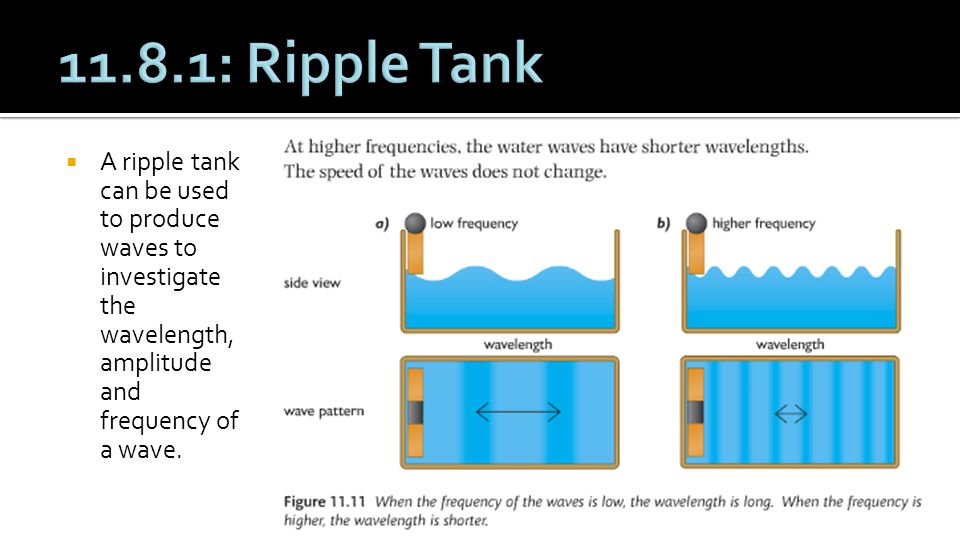 11.8.1: Ripple Tank
A ripple tank
can be used
to produce
waves to
investigate
the
wavelength,
amplitude
and
frequency of
a wave.
At higher frequencies, the water waves have shorter wavelengths.
The speed of the waves does not change.
a) low frequency
b) higher frequency
side view
wavelength
wavelength
wave pattern
Figure 11.11 When the frequency of the waves is low, the wavelength is long. When the frequency is
higher, the wavelength is shorter.